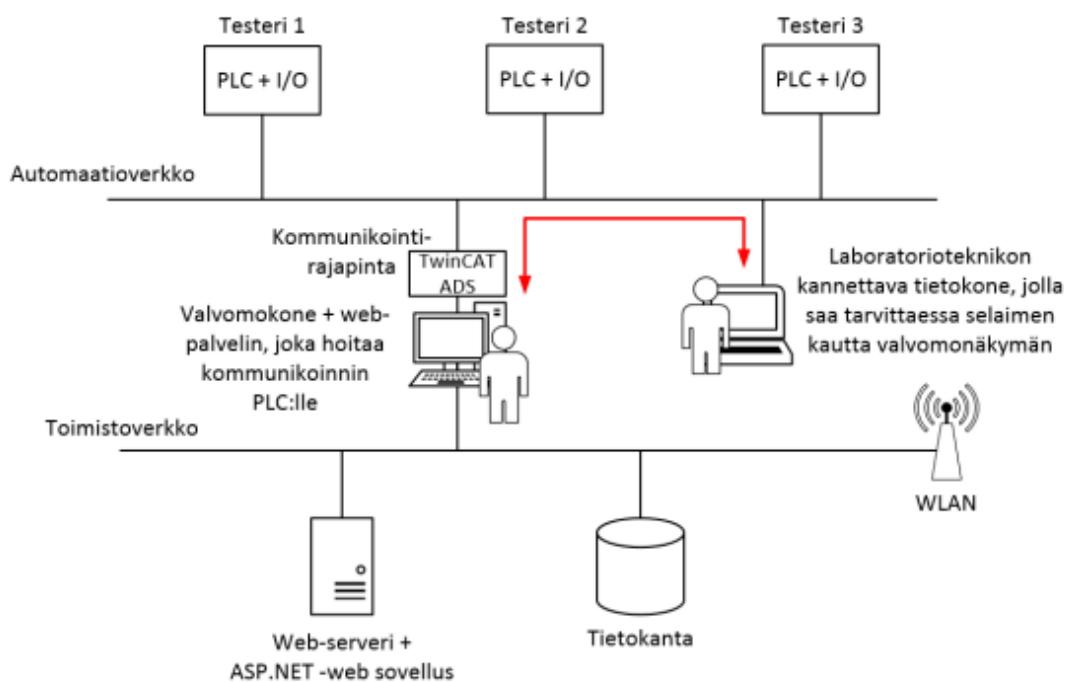 Testeri 1
Testeri 2
Testeri 3
PLC + I/O
PLC + I/O
PLC + I/O
Automaatioverkko
Kommunikointi-
rajapinta
TwinCAT
ADS
Valvomokone + web-
palvelin, joka hoitaa
kommunikoinnin
PLC:lle
Laboratorioteknikon
kannettava tietokone, jolla
saa tarvittaessa selaimen
kautta valvomonäkymän
Toimistoverkko
WLAN
Web-serveri +
ASP.NET -web sovellus
Tietokanta